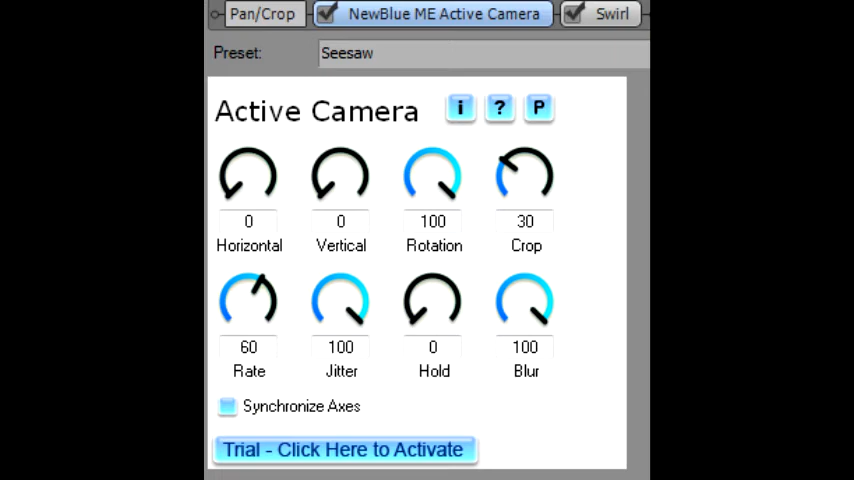 Pan/Crop NewBlue ME Active Camera Swirl
Preset: Seesaw
Active Camera i ? P
0 0 100 30
Horizontal Vertical Rotation Crop
60 100 0 100
Rate Jitter Hold Blur
Synchronize Axes
Trial - Click Here to Activate